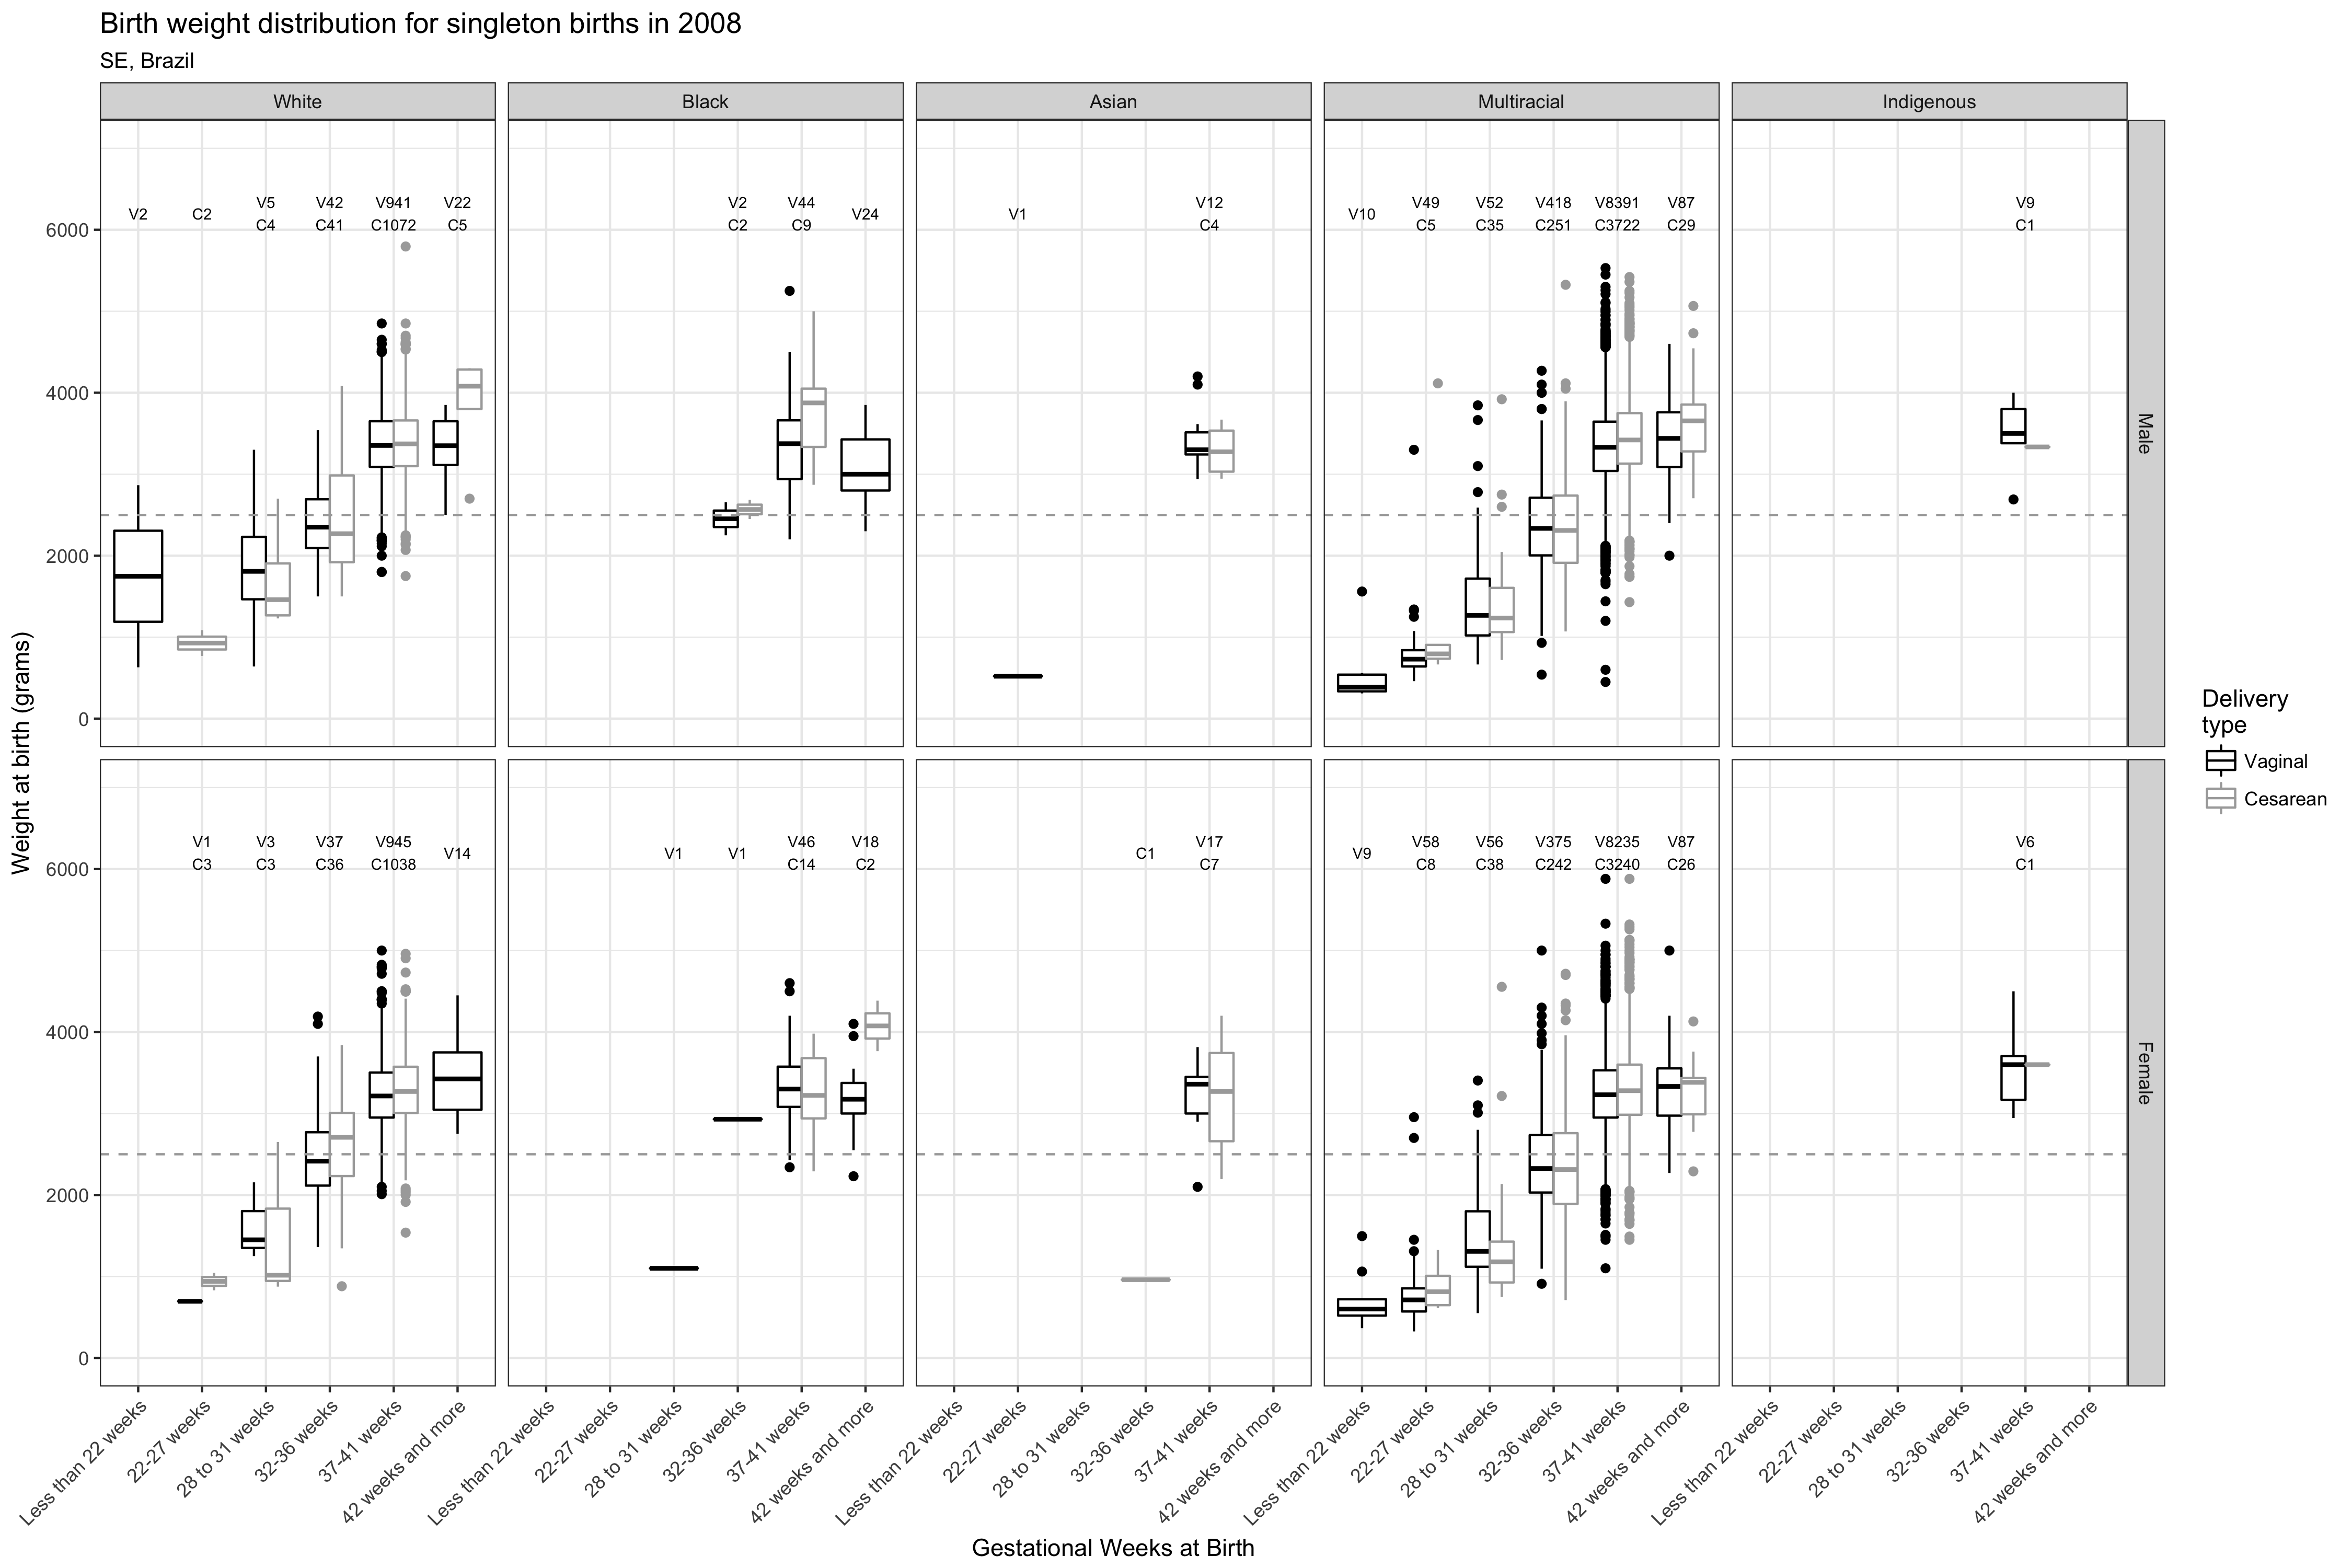 Birth weight distribution for singleton births in 2008
SE, Brazil
White Black Asian Multiracial Indigenous
V2 C2 V5 V42 V941 V22 V2 V44 V24 V1 V12 V10 V49 V52 V418 V8391 V87 V9
C4 C41 C1072 C5 C2 C9 C4 C5 C35 C251 C3722 C29 C1
6000
4000
2000
0
Male
V1 V3 V37 V945 V14 V1 V1 V46 V18 C1 V17 V9 V58 V56 V375 V8235 V87 V6
C3 C3 C36 C1038 C14 C2 C7 C8 C38 C242 C3240 C26 C1
6000
4000
2000
0
Female
Weight at birth (grams)
Less than 22 weeks
22-27 weeks
28 to 31 weeks
32-36 weeks
37-41 weeks
42 weeks and more
Less than 22 weeks
22-27 weeks
28 to 31 weeks
32-36 weeks
37-41 weeks
42 weeks and more
Less than 22 weeks
22-27 weeks
28 to 31 weeks
32-36 weeks
37-41 weeks
42 weeks and more
Less than 22 weeks
22-27 weeks
28 to 31 weeks
32-36 weeks
37-41 weeks
42 weeks and more
Less than 22 weeks
22-27 weeks
28 to 31 weeks
32-36 weeks
37-41 weeks
42 weeks and more
Gestational Weeks at Birth
Delivery
type
Vaginal
Cesarean